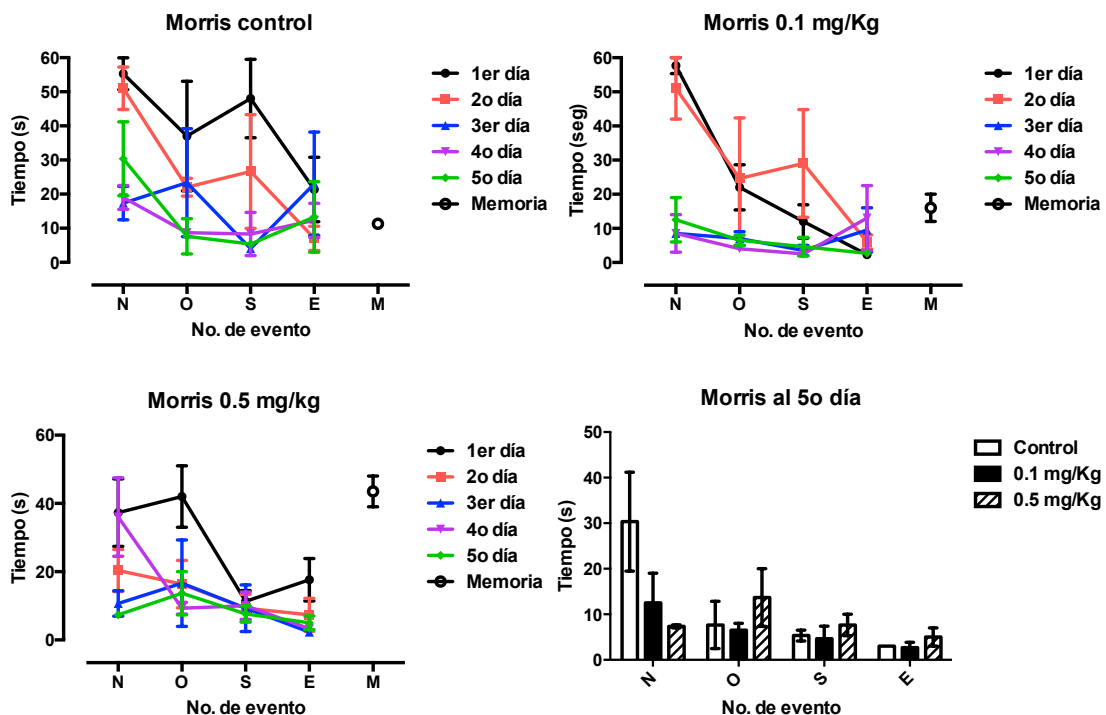 Morris control
Tiempo (s)
60
50
40
30
20
10
0
N O S E M
No. de evento
1er día
2o día
3er día
4o día
5o día
Memoria
Morris 0.1 mg/Kg
Tiempo (seg)
60
50
40
30
20
10
0
N O S E M
No. de evento
1er día
2o día
3er día
4o día
5o día
Memoria
Morris 0.5 mg/kg
Tiempo (s)
60
40
20
0
N O S E M
No. de evento
1er día
2o día
3er día
4o día
5o día
Memoria
Morris al 5o día
Tiempo (s)
50
40
30
20
10
0
N O S E
No. de evento
Control
0.1 mg/Kg
0.5 mg/Kg